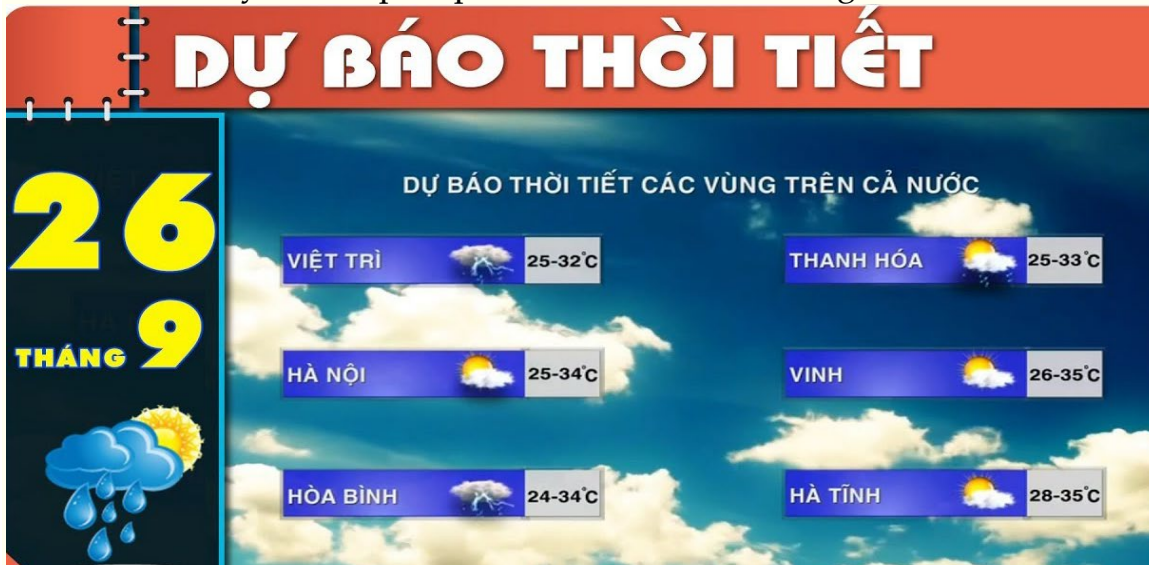 DỰ BÁO THỜI TIẾT
26
THÁNG 9
DỰ BÁO THỜI TIẾT CÁC VÙNG TRÊN CẢ NƯỚC
VIỆT TRÌ 25-32°C
THANH HÓA 25-33°C
HÀ NỘI 25-34°C
VINH 26-35°C
HÒA BÌNH 24-34°C
HÀ TĨNH 28-35°C